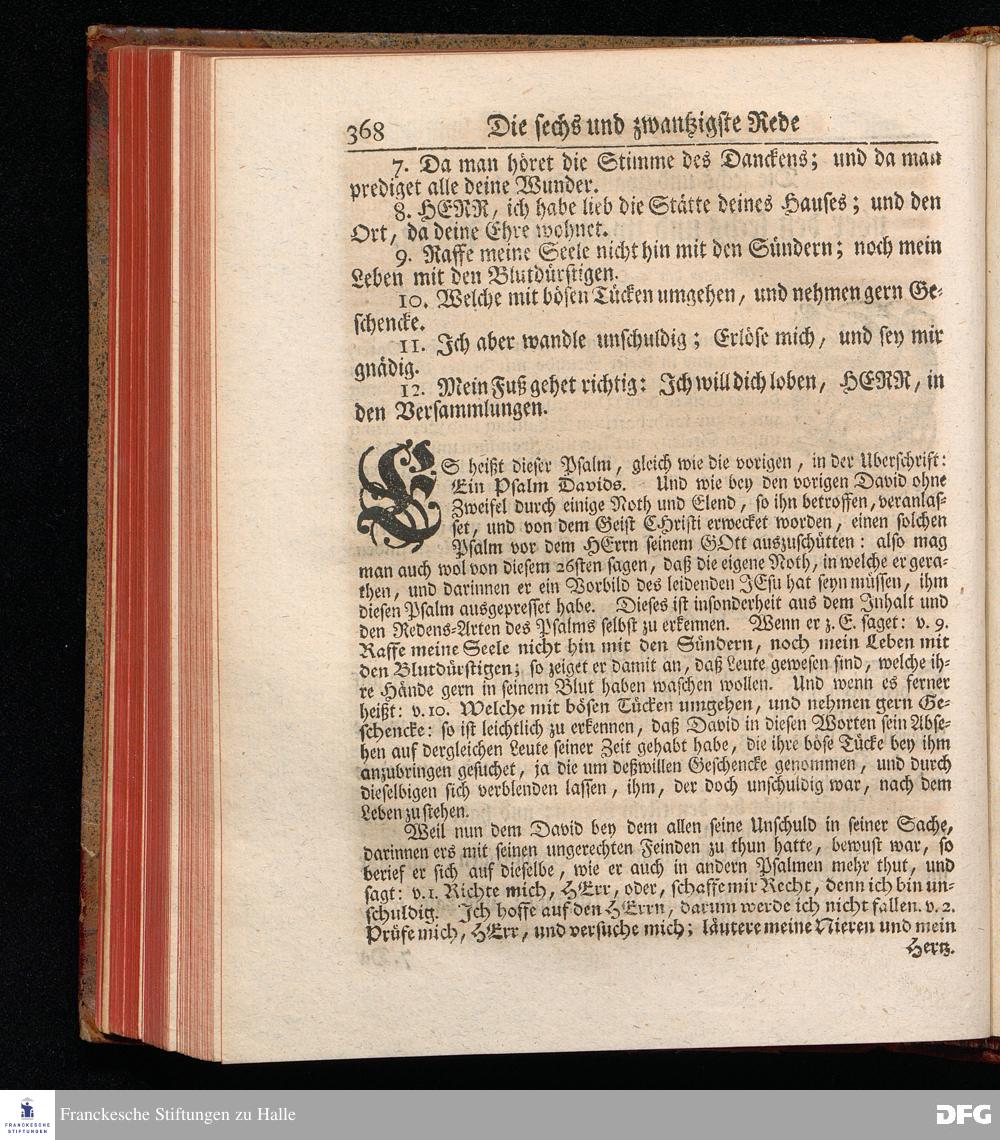 368 Die sechs und zwantzigste Rede
7. Da man höret die Stimme des Danckens; und da man
prediget alle deine Wunder.
8. HERR, ich habe lieb die Stätte deines Hauses; und den
Ort, da deine Ehre wohnet.
9. Raffe meine Seele nicht hin mit den Sündern; noch mein
Leben mit den Blutdürstigen.
10. Welche mit bösen Tücken umgehen, und nehmen gern Ge-
schencke.
11. Ich aber wandle unschuldig; Erlöse mich, und sey mir
gnädig.
12. Mein Fuß gehet richtig: Ich will dich loben, HERR, in
den Versammlungen.
ES heißt dieser Psalm, gleich wie die vorigen, in der Uberschrift:
Ein Psalm Davids. Und wie bey den vorigen David ohne
Zweifel durch einige Noth und Elend, so ihn betroffen, veranlas-
set, und von dem Geist CHristi erwecket worden, einen solchen
Psalm vor dem HErrn seinem GOtt auszuschütten: also mag
man auch wol von diesem 26sten sagen, daß die eigene Noth, in welche er gera-
then, und darinnen er ein Vorbild des leidenden JEsu hat seyn müssen, ihm
diesen Psalm ausgepresset habe. Dieses ist insonderheit aus dem Inhalt und
den Redens-Arten des Psalms selbst zu erkennen. Wenn er z. E. saget: v. 9.
Raffe meine Seele nicht hin mit den Sündern, noch mein Leben mit
den Blutdürstigen; so zeiget er damit an, daß Leute gewesen sind, welche ih-
re Hände gern in seinem Blut haben waschen wollen. Und wenn es ferner
heißt: v. 10. Welche mit bösen Tücken umgehen, und nehmen gern Ge-
schencke: so ist leichtlich zu erkennen, daß David in diesen Worten sein Abse-
hen auf dergleichen Leute seiner Zeit gehabt habe, die ihre böse Tücke bey ihm
anzubringen gesuchet, ja die um deßwillen Geschencke genommen, und durch
dieselbigen sich verblenden lassen, ihm, der doch unschuldig war, nach dem
Leben zu stehen.
Weil nun dem David bey dem allen seine Unschuld in seiner Sache,
darinnen ers mit seinen ungerechten Feinden zu thun hatte, bewust war, so
berief er sich auf dieselbe, wie er auch in andern Psalmen mehr thut, und
sagt: v. 1. Richte mich, HErr, oder, schaffe mir Recht, denn ich bin un-
schuldig. Ich hoffe auf den HErrn, darum werde ich nicht fallen. v. 2.
Prüfe mich, HErr, und versuche mich; läutere meine Nieren und mein
Hertz.
FRANCKESCHE
STIFTUNGEN
Franckesche Stiftungen zu Halle
DFG